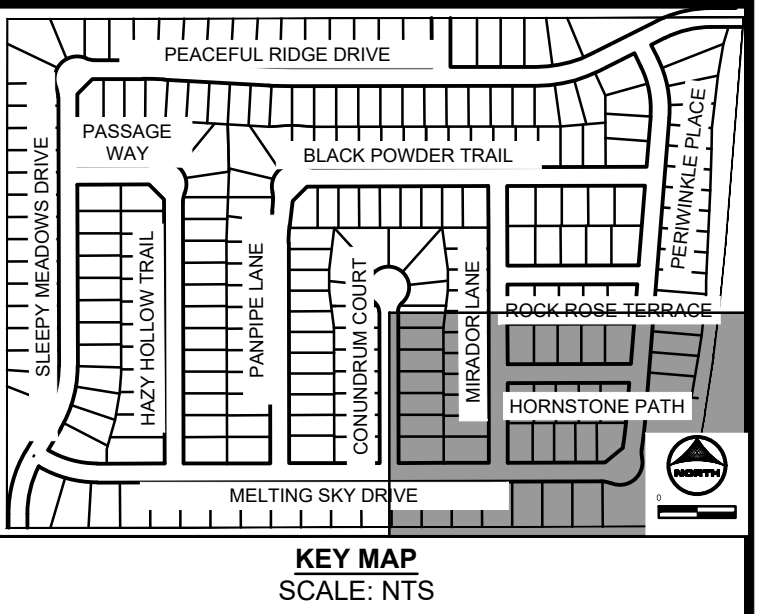 PEACEFUL RIDGE DRIVE
PASSAGE
WAY
BLACK POWDER TRAIL
SLEEPY MEADOWS DRIVE
HAZY HOLLOW TRAIL
PANPIPE LANE
CONUNDRUM COURT
MIRADOR LANE
PERIWINKLE PLACE
ROCK ROSE TERRACE
HORNSTONE PATH
MELTING SKY DRIVE
NORTH
0
KEY MAP
SCALE: NTS